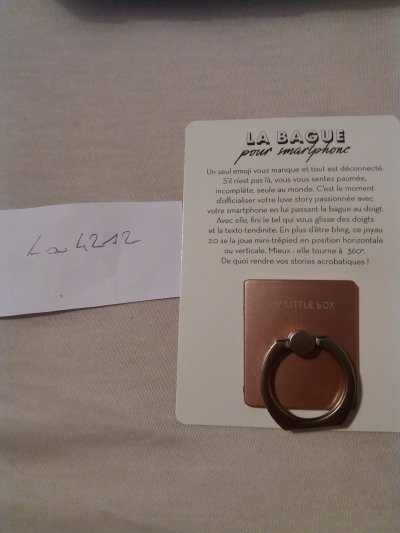 Lou4212
LA BAGUE
pour smartphone
Un seul emoji vous manque et tout est déconnecté.
S'il n'est pas là, vous vous sentez paumée,
incomplète, seule au monde. C'est le moment
d'officialiser votre love story passionnée avec
votre smartphone en lui passant la bague au doigt.
Avec elle, fini le tel qui vous glisse des doigts
et la texto-tendinite. En plus d'être bling, ce joyau
2.0 se la joue mini-trépied en position horizontale
ou verticale. Mieux : elle tourne à 360°.
De quoi rendre vos stories acrobatiques !
MY LITTLE BOX